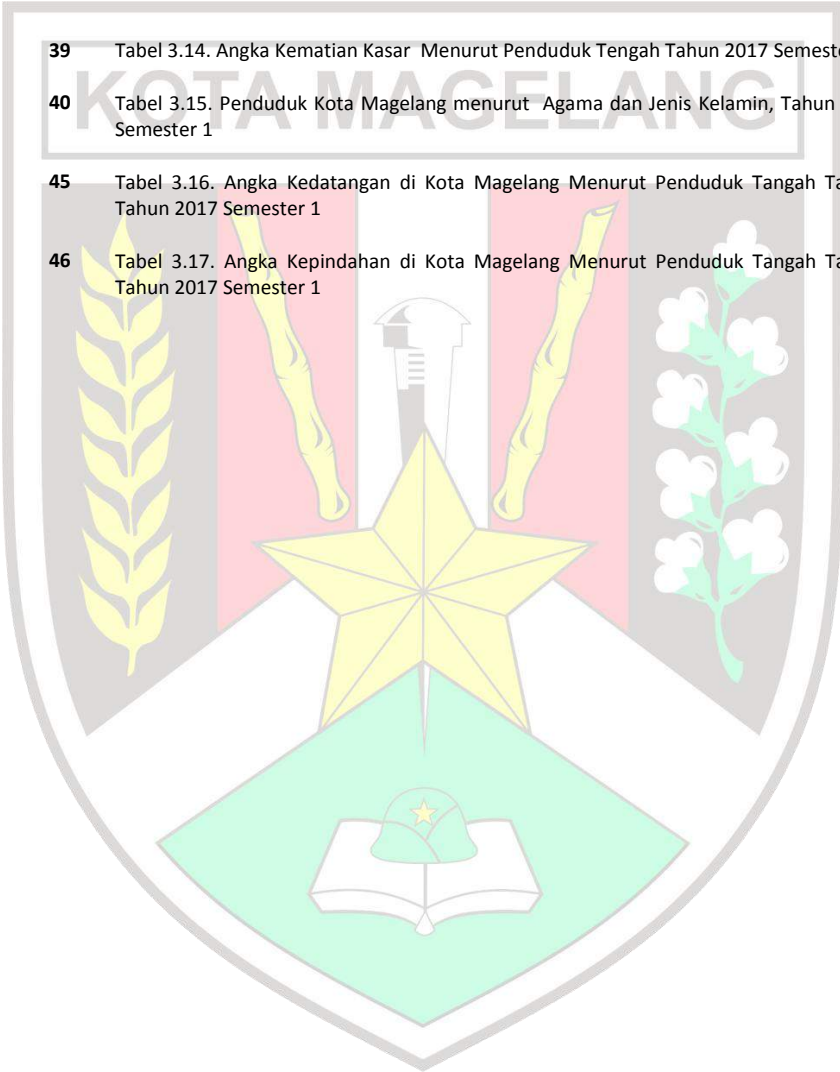 39 Tabel 3.14. Angka Kematian Kasar Menurut Penduduk Tengah Tahun 2017
KOTA MAGELANG
40 Tabel 3.15. Penduduk Kota Magelang menurut Agama dan Jenis Kelamin, Tahun
Semester 1
45 Tabel 3.16. Angka Kedatangan di Kota Magelang Menurut Penduduk Tangah
Tahun 2017 Semester 1
46 Tabel 3.17. Angka Kepindahan di Kota Magelang Menurut Penduduk Tangah
Tahun 2017 Semester 1